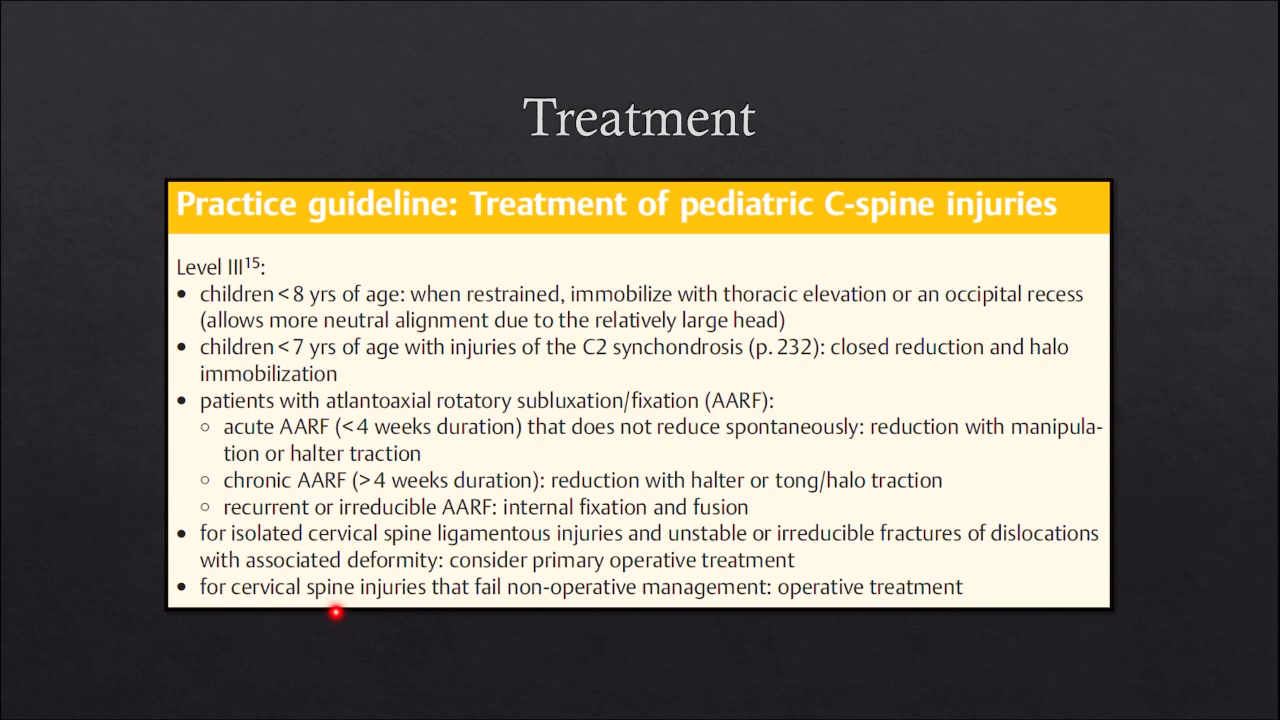 Treatment
Practice guideline: Treatment of pediatric C-spine injuries
Level III¹⁵:
• children < 8 yrs of age: when restrained, immobilize with thoracic elevation or an occipital recess
(allows more neutral alignment due to the relatively large head)
• children < 7 yrs of age with injuries of the C2 synchondrosis (p. 232): closed reduction and halo
immobilization
• patients with atlantoaxial rotatory subluxation/fixation (AARF):
○ acute AARF (< 4 weeks duration) that does not reduce spontaneously: reduction with manipula-
tion or halter traction
○ chronic AARF (> 4 weeks duration): reduction with halter or tong/halo traction
○ recurrent or irreducible AARF: internal fixation and fusion
• for isolated cervical spine ligamentous injuries and unstable or irreducible fractures of dislocations
with associated deformity: consider primary operative treatment
• for cervical spine injuries that fail non-operative management: operative treatment